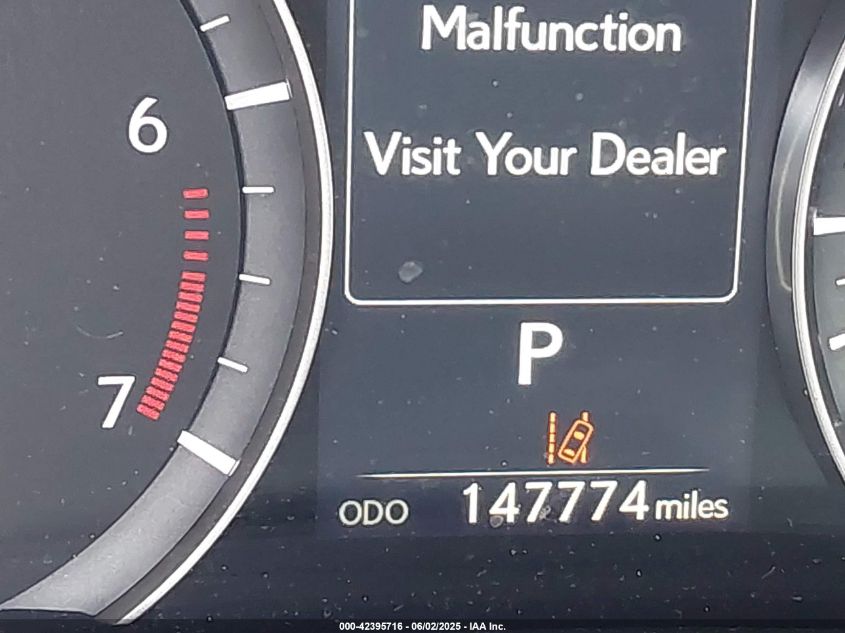 Malfunction
Visit Your Dealer
6
7
P
ODO 147774 miles
000-42395716 - 06/02/2025 - IAA Inc.